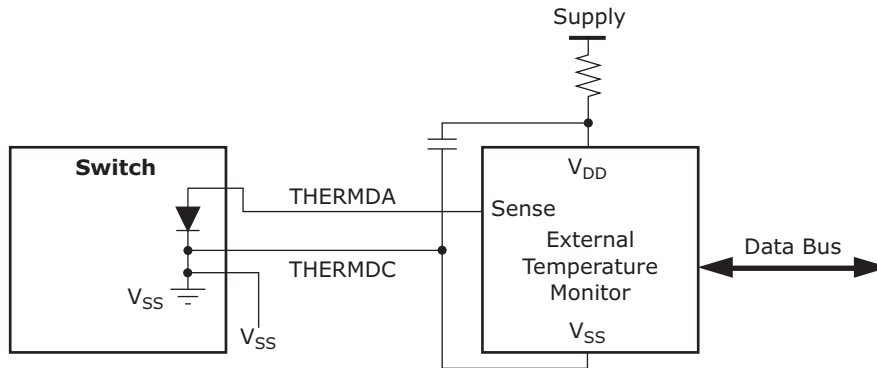 Supply
Switch
V_DD
THERMDA
Sense
External
Temperature
Monitor
Data Bus
THERMDC
V_SS
V_SS
V_SS